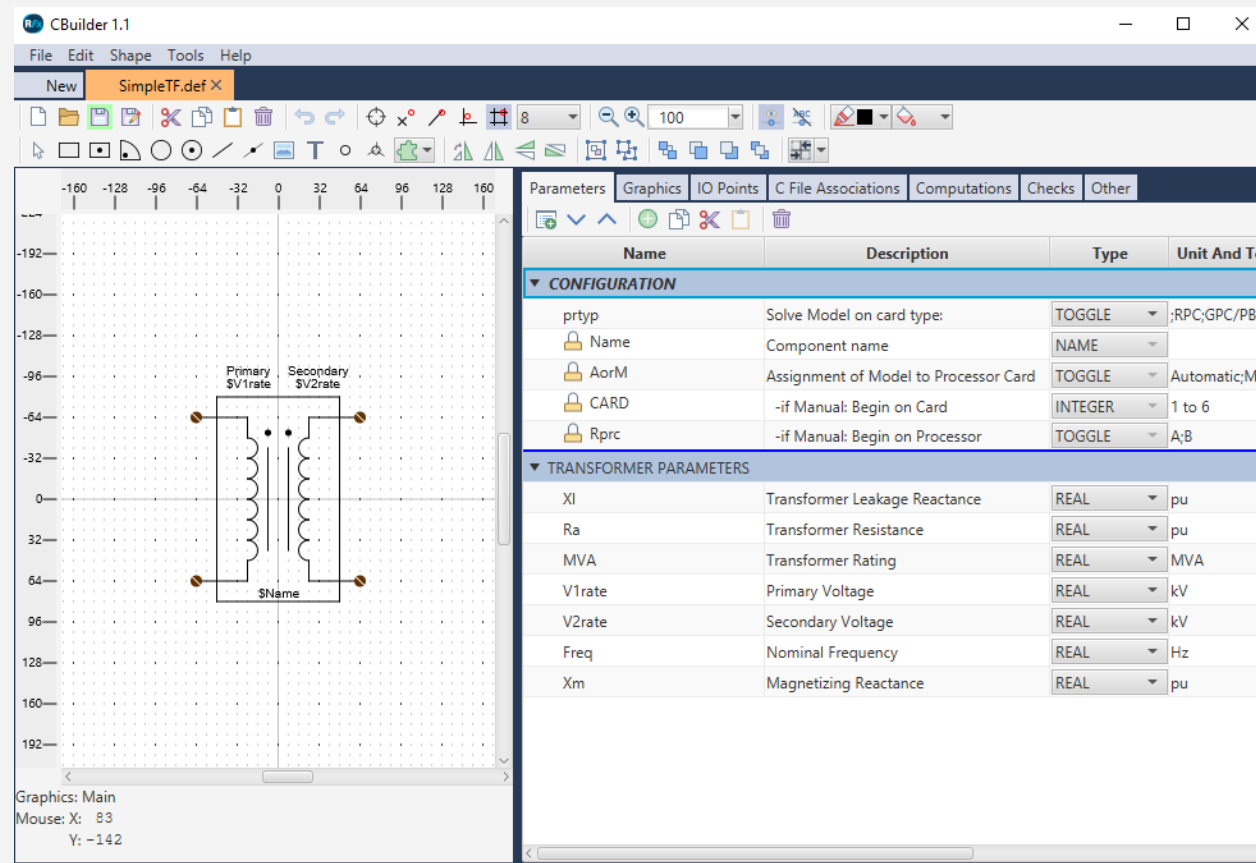 RFx CBuilder 1.1
File Edit Shape Tools Help
New SimpleTF.def
8 100 ABC
T
-160 -128 -96 -64 -32 0 32 64 96 128 160
-192
-160
-128
-96
-64
-32
0
32
64
96
128
160
192
Primary Secondary
$V1rate $V2rate
$Name
Graphics: Main
Mouse: X: 83
Y: -142
Parameters Graphics IO Points C File Associations Computations Checks Other
Name Description Type Unit And T
CONFIGURATION
prtyp Solve Model on card type: TOGGLE ;RPC;GPC/PB
Name Component name NAME
AorM Assignment of Model to Processor Card TOGGLE Automatic;M
CARD -if Manual: Begin on Card INTEGER 1 to 6
Rprc -if Manual: Begin on Processor TOGGLE A;B
TRANSFORMER PARAMETERS
Xl Transformer Leakage Reactance REAL pu
Ra Transformer Resistance REAL pu
MVA Transformer Rating REAL MVA
V1rate Primary Voltage REAL kV
V2rate Secondary Voltage REAL kV
Freq Nominal Frequency REAL Hz
Xm Magnetizing Reactance REAL pu